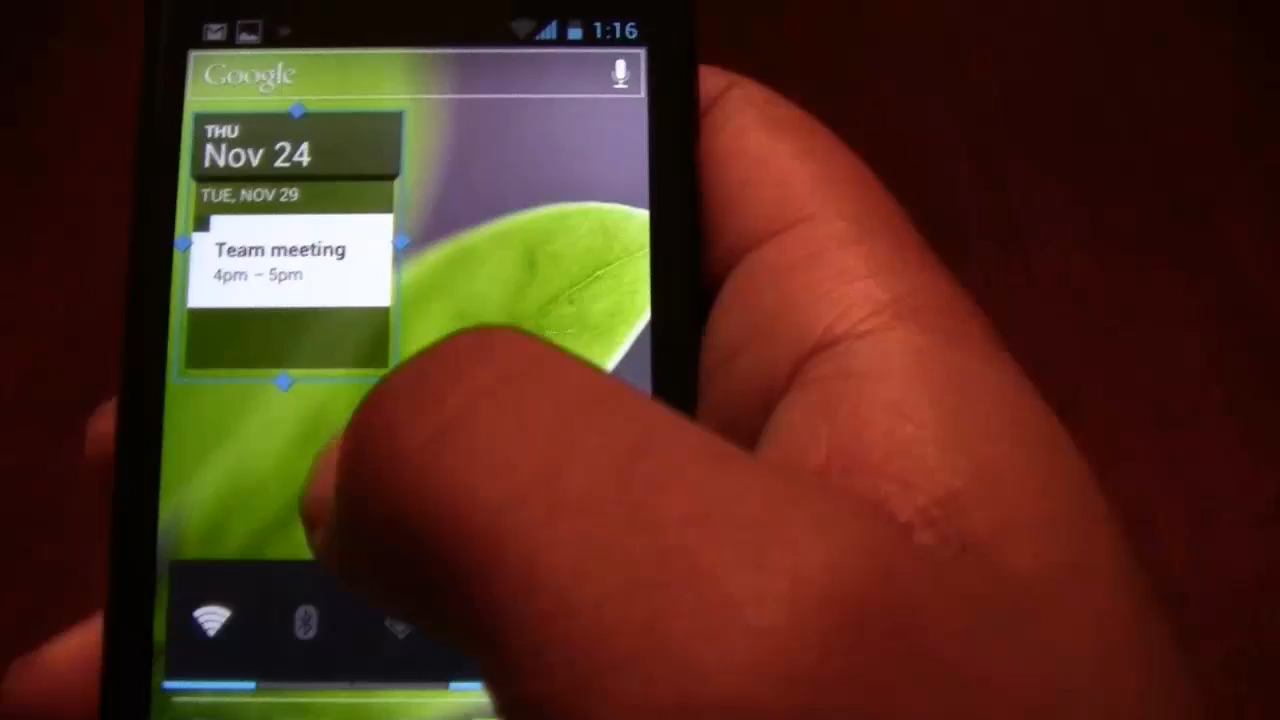 1:16
Google
THU
Nov 24
TUE, NOV 29
Team meeting
4pm – 5pm